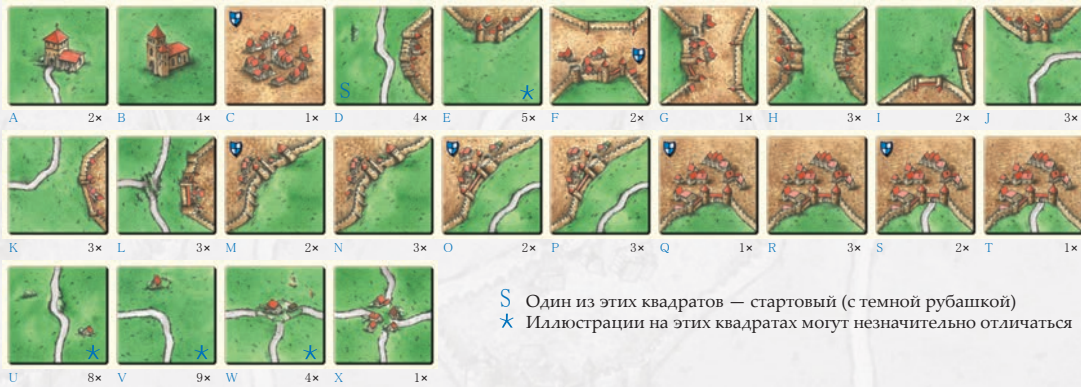 S
A 2×
B 4×
C 1×
D 4×
E 5×
F 2×
G 1×
H 3×
I 2×
J 3×
K 3×
L 3×
M 2×
N 3×
O 2×
P 3×
Q 1×
R 3×
S 2×
T 1×
U 8×
V 9×
W 4×
X 1×
S Один из этих квадратов — стартовый (с темной рубашкой)
Иллюстрации на этих квадратах могут незначительно отличаться